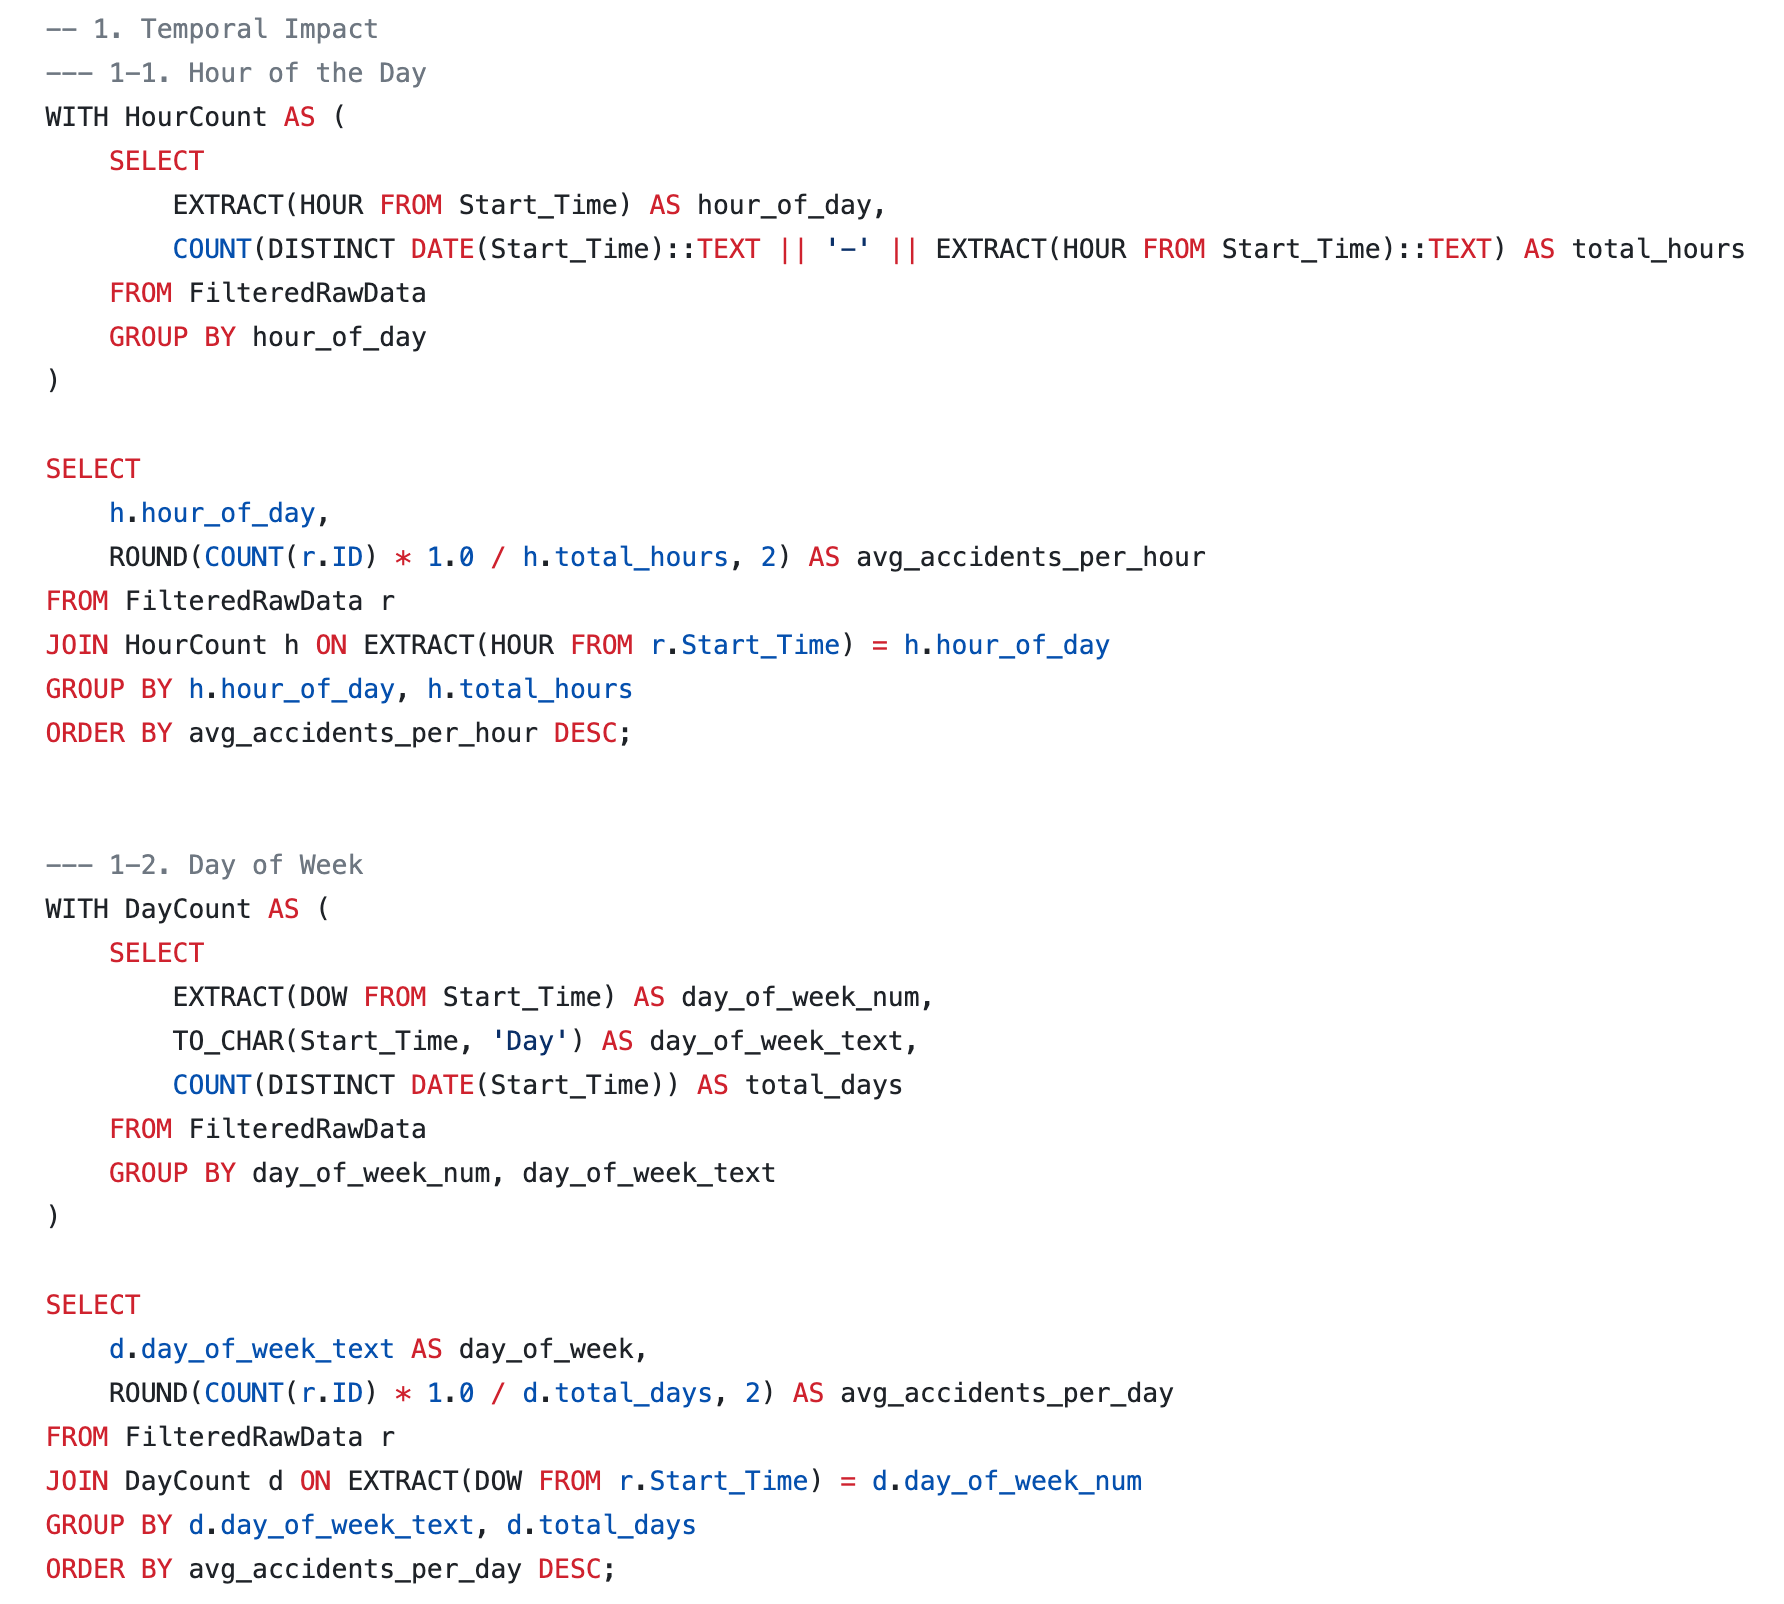 -- 1. Temporal Impact
--- 1-1. Hour of the Day
WITH HourCount AS (
    SELECT
        EXTRACT(HOUR FROM Start_Time) AS hour_of_day,
        COUNT(DISTINCT DATE(Start_Time)::TEXT || '-' || EXTRACT(HOUR FROM Start_Time)::TEXT) AS total_hours
    FROM FilteredRawData
    GROUP BY hour_of_day
)

SELECT
    h.hour_of_day,
    ROUND(COUNT(r.ID) * 1.0 / h.total_hours, 2) AS avg_accidents_per_hour
FROM FilteredRawData r
JOIN HourCount h ON EXTRACT(HOUR FROM r.Start_Time) = h.hour_of_day
GROUP BY h.hour_of_day, h.total_hours
ORDER BY avg_accidents_per_hour DESC;


--- 1-2. Day of Week
WITH DayCount AS (
    SELECT
        EXTRACT(DOW FROM Start_Time) AS day_of_week_num,
        TO_CHAR(Start_Time, 'Day') AS day_of_week_text,
        COUNT(DISTINCT DATE(Start_Time)) AS total_days
    FROM FilteredRawData
    GROUP BY day_of_week_num, day_of_week_text
)

SELECT
    d.day_of_week_text AS day_of_week,
    ROUND(COUNT(r.ID) * 1.0 / d.total_days, 2) AS avg_accidents_per_day
FROM FilteredRawData r
JOIN DayCount d ON EXTRACT(DOW FROM r.Start_Time) = d.day_of_week_num
GROUP BY d.day_of_week_text, d.total_days
ORDER BY avg_accidents_per_day DESC;